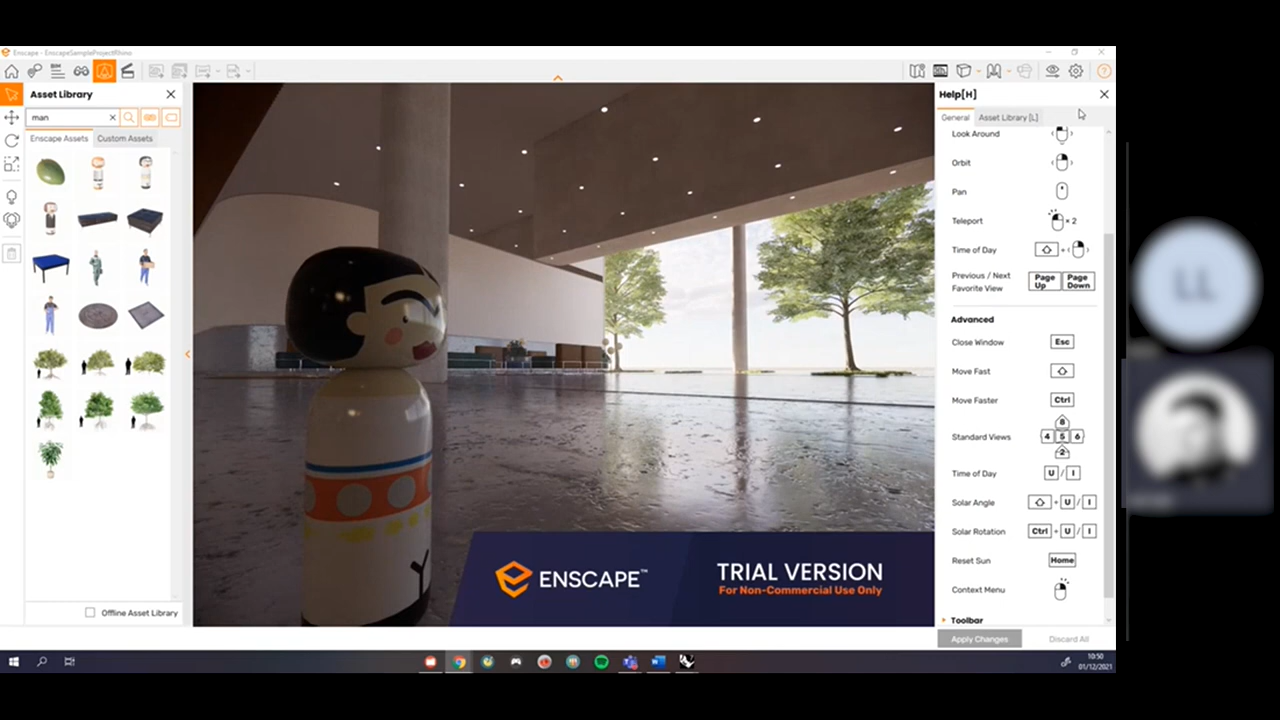 Enscape - EnscapeSampleProjectRhino
Asset Library
man
Enscape Assets
Custom Assets
Offline Asset Library
Help[H]
General
Asset Library [L]
Look Around
Orbit
Pan
Teleport
× 2
Time of Day
+
Previous / Next
Favorite View
Page
Up
Page
Down
Advanced
Close Window
Esc
Move Fast
Move Faster
Ctrl
Standard Views
8
4 5 6
2
Time of Day
U / I
Solar Angle
+ U / I
Solar Rotation
Ctrl + U / I
Reset Sun
Home
Context Menu
Toolbar
Apply Changes
Discard All
ENSCAPE™
TRIAL VERSION
For Non-Commercial Use Only
10:50
01/12/2021
LL